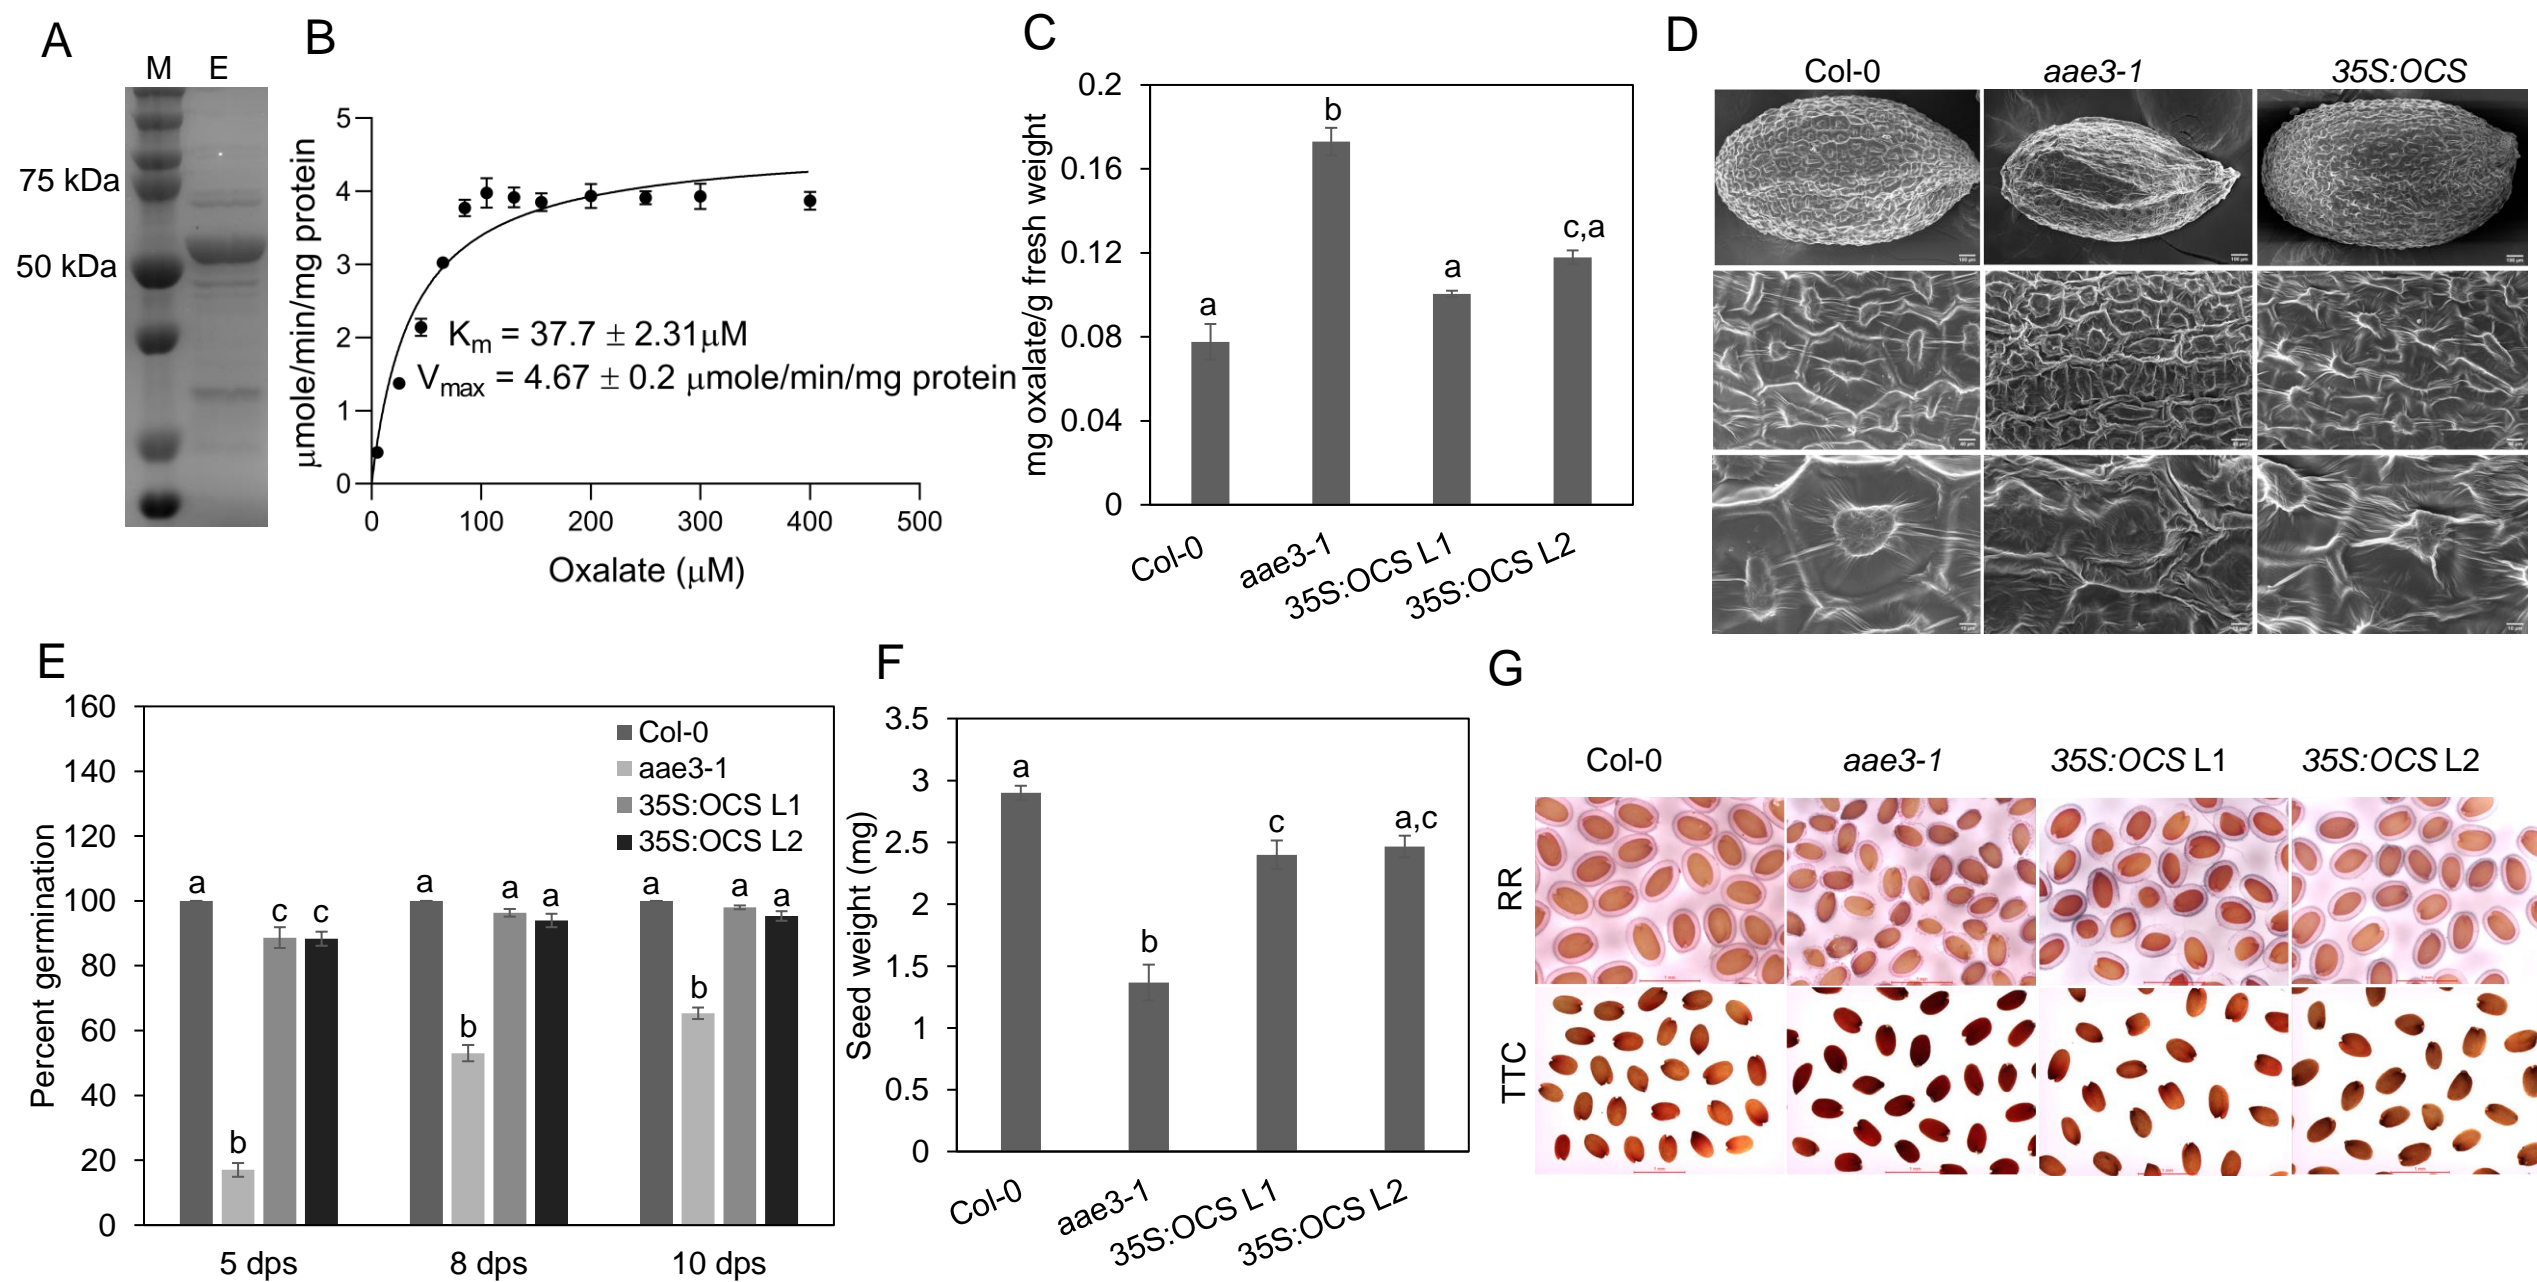 A
M E
75 kDa
50 kDa
B
5
4
3
2
1
0
0 100 200 300 400 500
μmole/min/mg protein
Oxalate (μM)
Km = 37.7 ± 2.31μM
Vmax = 4.67 ± 0.2 μmole/min/mg protein
C
0.2
0.16
0.12
0.08
0.04
0
mg oxalate/g fresh weight
a
b
a
c,a
Col-0
aae3-1
35S:OCS L1
35S:OCS L2
D
Col-0 aae3-1 35S:OCS
E
160
140
120
100
80
60
40
20
0
Percent germination
Col-0
aae3-1
35S:OCS L1
35S:OCS L2
a b c c
a b a a
a b a a
5 dps 8 dps 10 dps
F
3.5
3
2.5
2
1.5
1
0.5
0
Seed weight (mg)
a
b
c
a,c
Col-0
aae3-1
35S:OCS L1
35S:OCS L2
G
Col-0 aae3-1 35S:OCS L1 35S:OCS L2
RR
TTC